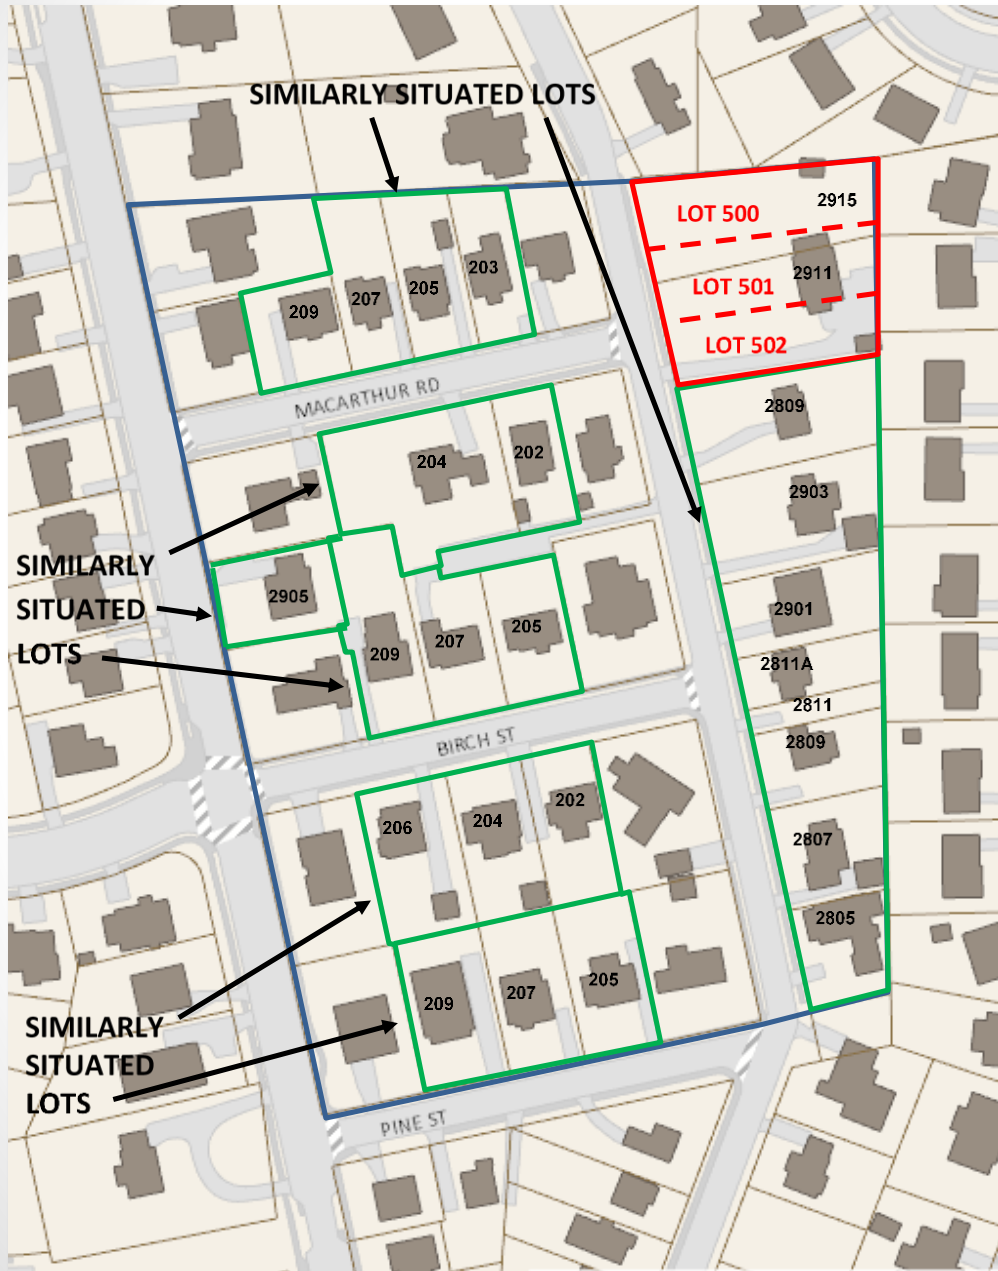 SIMILARLY SITUATED LOTS
2915
LOT 500
2911
LOT 501
LOT 502
203
205
207
209
MACARTHUR RD
2809
204
202
2903
SIMILARLY
SITUATED
LOTS
2905
2901
209
207
205
2811A
2811
2809
BIRCH ST
206
204
202
2807
2805
209
207
205
SIMILARLY
SITUATED
LOTS
PINE ST